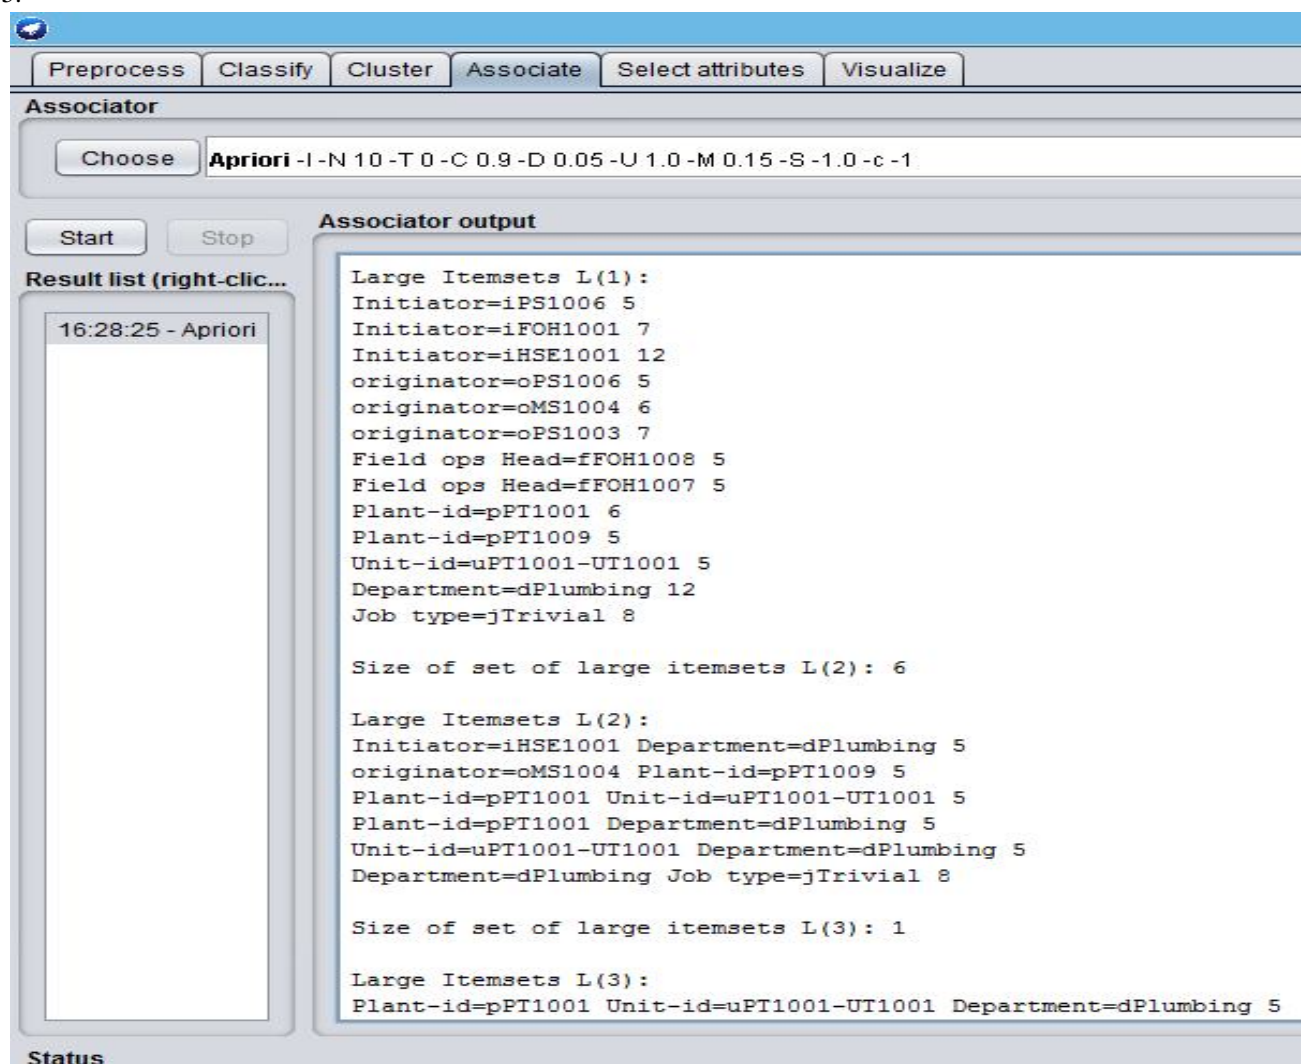 Preprocess Classify Cluster Associate Select attributes Visualize
Associator
Choose Apriori -I -N 10 -T 0 -C 0.9 -D 0.05 -U 1.0 -M 0.15 -S -1.0 -c -1
Start Stop
Associator output
Result list (right-clic...
16:28:25 - Apriori
Large Itemsets L(1):
Initiator=iPS1006 5
Initiator=iFOH1001 7
Initiator=iHSE1001 12
originator=oPS1006 5
originator=oMS1004 6
originator=oPS1003 7
Field ops Head=fFOH1008 5
Field ops Head=fFOH1007 5
Plant-id=pPT1001 6
Plant-id=pPT1009 5
Unit-id=uPT1001-UT1001 5
Department=dPlumbing 12
Job type=jTrivial 8
Size of set of large itemsets L(2): 6
Large Itemsets L(2):
Initiator=iHSE1001 Department=dPlumbing 5
originator=oMS1004 Plant-id=pPT1009 5
Plant-id=pPT1001 Unit-id=uPT1001-UT1001 5
Plant-id=pPT1001 Department=dPlumbing 5
Unit-id=uPT1001-UT1001 Department=dPlumbing 5
Department=dPlumbing Job type=jTrivial 8
Size of set of large itemsets L(3): 1
Large Itemsets L(3):
Plant-id=pPT1001 Unit-id=uPT1001-UT1001 Department=dPlumbing 5
Status